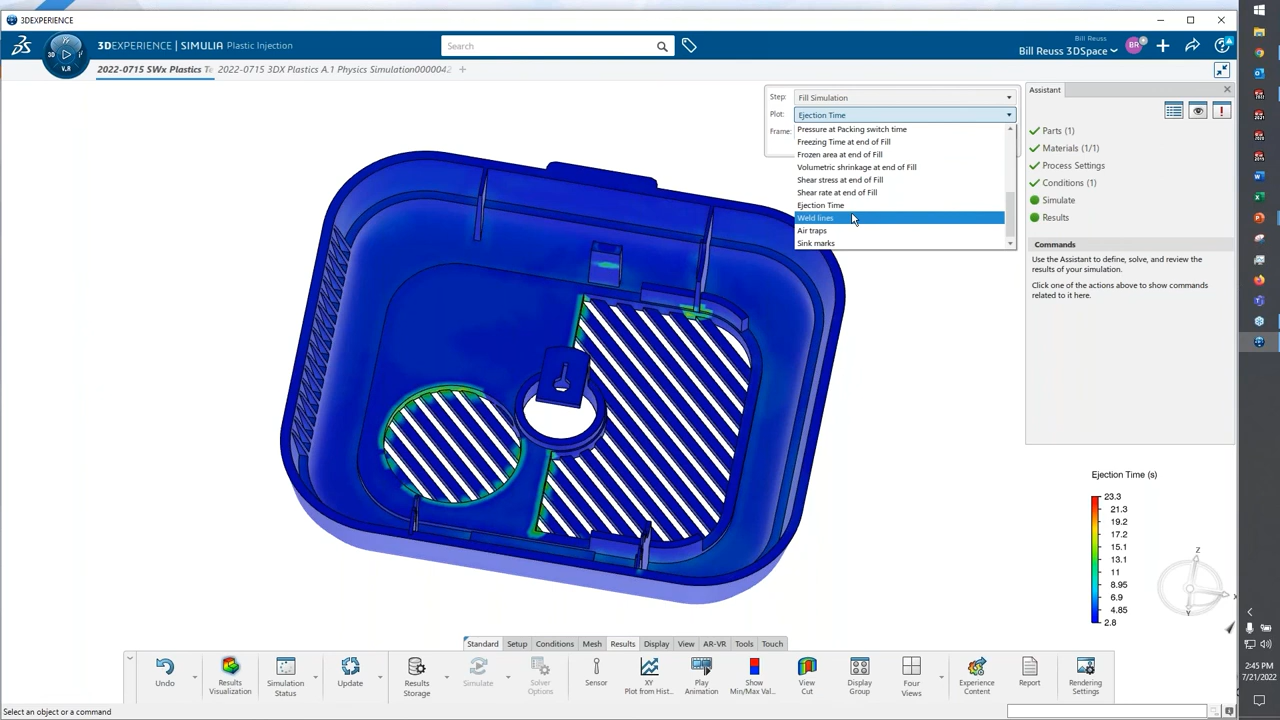 3DEXPERIENCE
3DEXPERIENCE | SIMULIA Plastic Injection
Search
Bill Reuss
Bill Reuss 3DSpace
BR
3D
V.R
2022-0715 SWx Plastics Te
2022-0715 3DX Plastics A.1
Physics Simulation0000042
Step:
Fill Simulation
Plot:
Ejection Time
Frame:
Pressure at Packing switch time
Freezing Time at end of Fill
Frozen area at end of Fill
Volumetric shrinkage at end of Fill
Shear stress at end of Fill
Shear rate at end of Fill
Ejection Time
Weld lines
Air traps
Sink marks
Assistant
Parts (1)
Materials (1/1)
Process Settings
Conditions (1)
Simulate
Results
Commands
Use the Assistant to define, solve, and review the
results of your simulation.
Click one of the actions above to show commands
related to it here.
Ejection Time (s)
23.3
21.3
19.2
17.2
15.1
13.1
11
8.95
6.9
4.85
2.8
Z
X
Y
Standard
Setup
Conditions
Mesh
Results
Display
View
AR-VR
Tools
Touch
Undo
Results
Visualization
Simulation
Status
Update
Results
Storage
Simulate
Solver
Options
Sensor
XY
Plot from Hist...
Play
Animation
Show
Min/Max Val...
View
Cut
Display
Group
Four
Views
Experience
Content
Report
Rendering
Settings
Select an object or a command
2:45 PM
7/21/2022